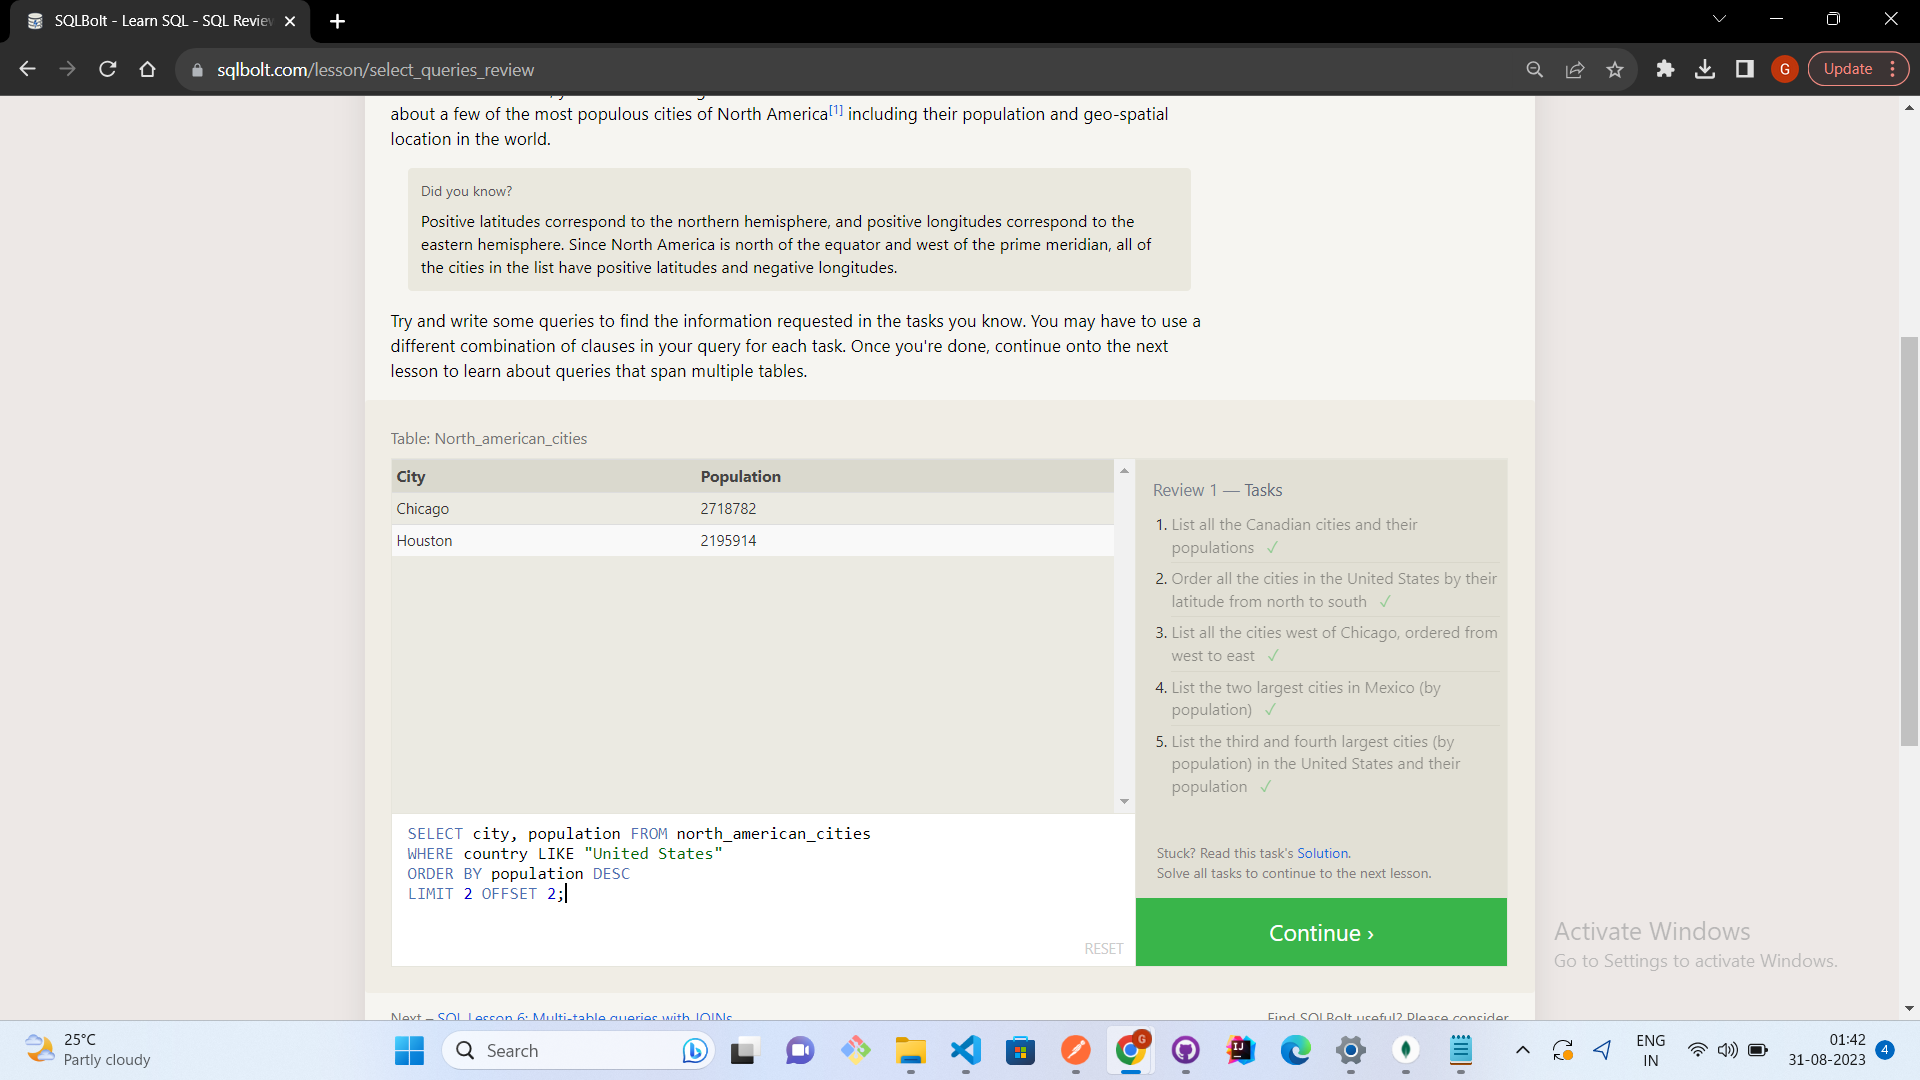 SQLBolt - Learn SQL - SQL Review
sqlbolt.com/lesson/select_queries_review
G
Update
about a few of the most populous cities of North America[1] including their population and geo-spatial
location in the world.
Did you know?
Positive latitudes correspond to the northern hemisphere, and positive longitudes correspond to the
eastern hemisphere. Since North America is north of the equator and west of the prime meridian, all of
the cities in the list have positive latitudes and negative longitudes.
Try and write some queries to find the information requested in the tasks you know. You may have to use a
different combination of clauses in your query for each task. Once you're done, continue onto the next
lesson to learn about queries that span multiple tables.
Table: North_american_cities
City Population
Chicago 2718782
Houston 2195914
SELECT city, population FROM north_american_cities
WHERE country LIKE "United States"
ORDER BY population DESC
LIMIT 2 OFFSET 2;
RESET
Review 1 — Tasks
1. List all the Canadian cities and their
populations ✓
2. Order all the cities in the United States by their
latitude from north to south ✓
3. List all the cities west of Chicago, ordered from
west to east ✓
4. List the two largest cities in Mexico (by
population) ✓
5. List the third and fourth largest cities (by
population) in the United States and their
population ✓
Stuck? Read this task's Solution.
Solve all tasks to continue to the next lesson.
Continue ›
Activate Windows
Go to Settings to activate Windows.
Next – SQL Lesson 6: Multi-table queries with JOINs
Find SQLBolt useful? Please consider
25°C
Partly cloudy
Search
G
IJ
ENG
IN
01:42
31-08-2023
4